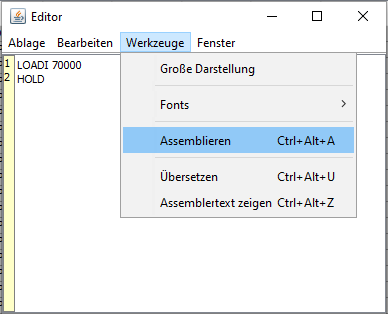 Editor
Ablage Bearbeiten Werkzeuge Fenster
1 LOADI 70000
2 HOLD
Große Darstellung
Fonts
Assemblieren Ctrl+Alt+A
Übersetzen Ctrl+Alt+U
Assemblertext zeigen Ctrl+Alt+Z